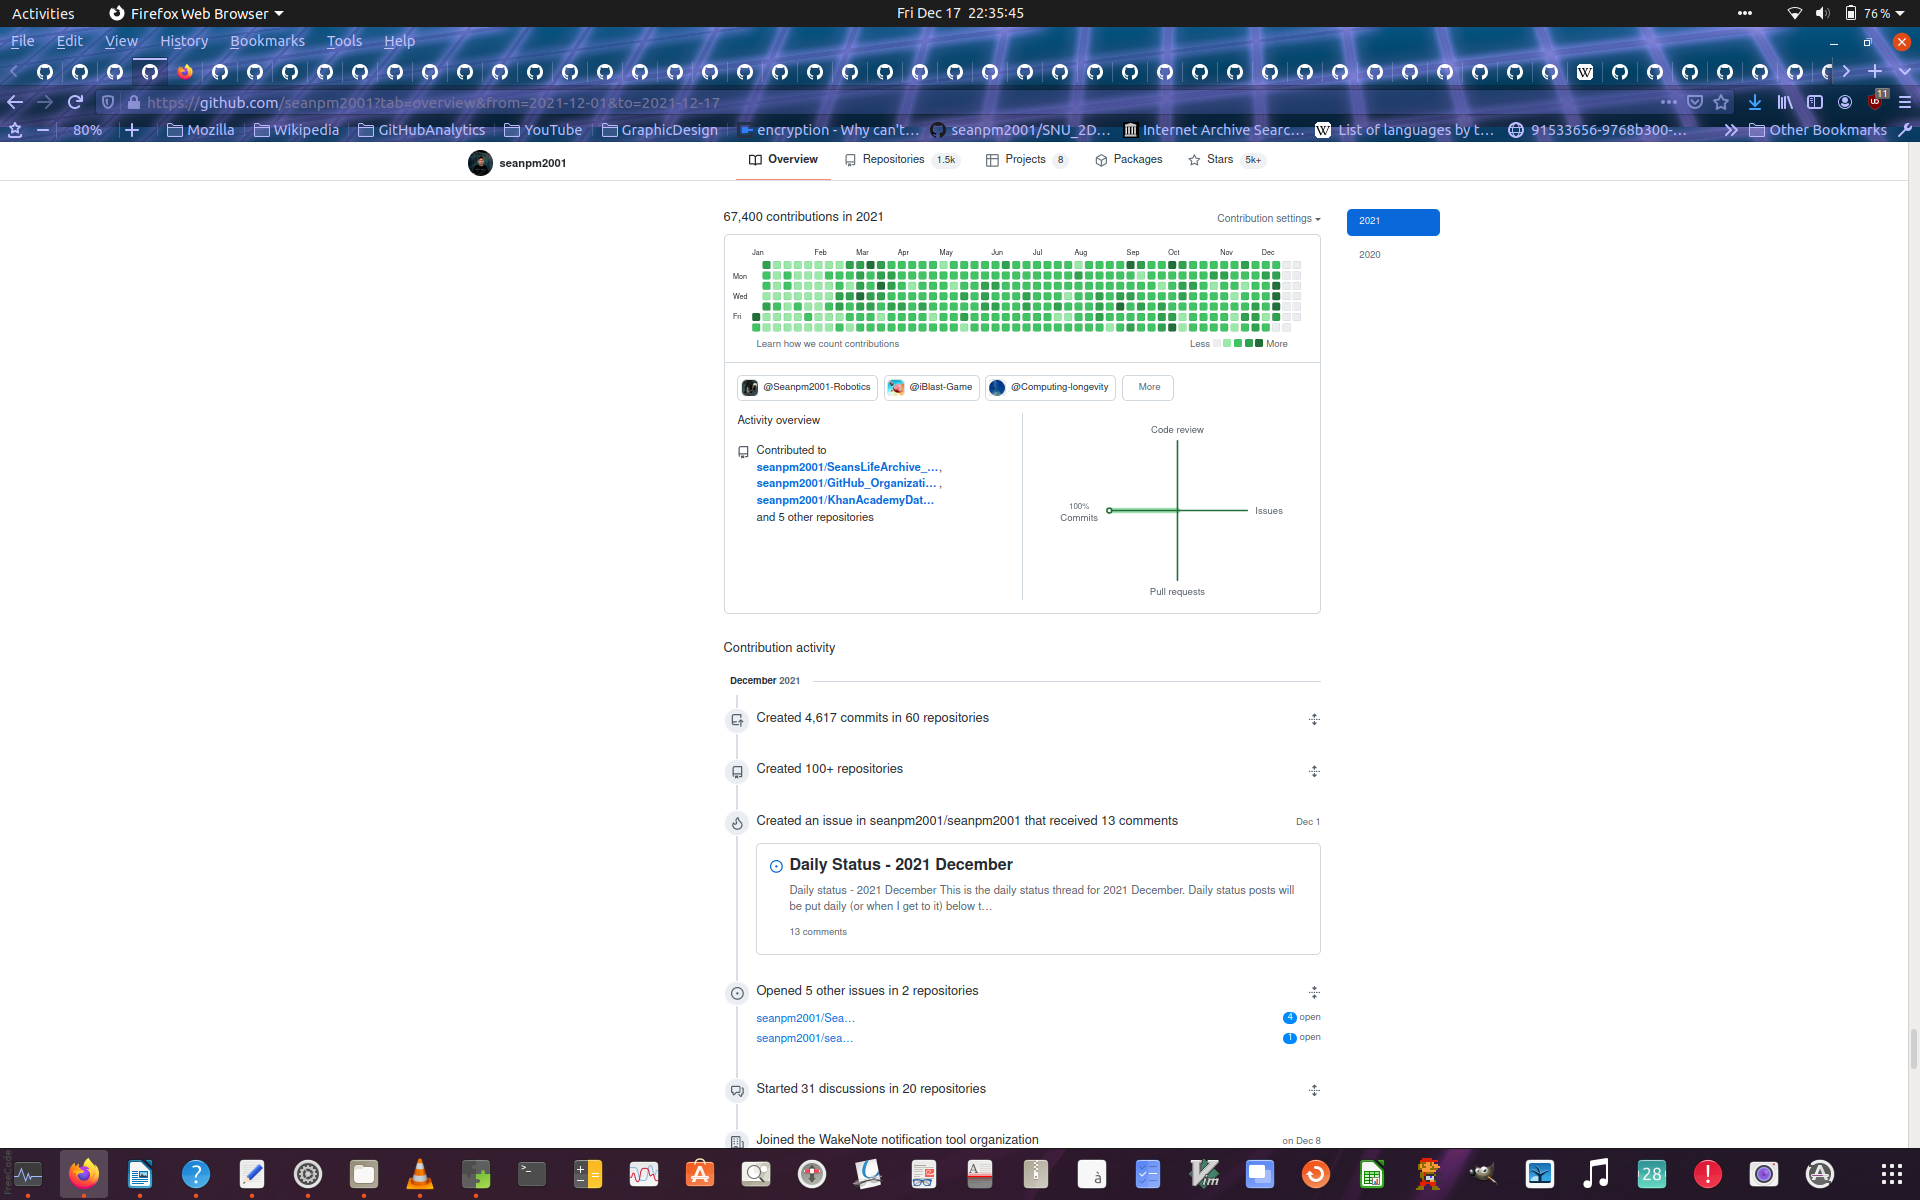 Activities
Firefox Web Browser
Fri Dec 17 22:35:45
76 %
File Edit View History Bookmarks Tools Help
https://github.com/seanpm2001?tab=overview&from=2021-12-01&to=2021-12-17
11
80%
Mozilla
Wikipedia
GitHubAnalytics
YouTube
GraphicDesign
encryption - Why can't…
seanpm2001/SNU_2D…
Internet Archive Searc…
List of languages by t…
91533656-9768b300-…
Other Bookmarks
seanpm2001
Overview
Repositories 1.5k
Projects 8
Packages
Stars 5k+
67,400 contributions in 2021
Contribution settings
2021
2020
Jan Feb Mar Apr May Jun Jul Aug Sep Oct Nov Dec
Mon
Wed
Fri
Learn how we count contributions
Less More
@Seanpm2001-Robotics
@iBlast-Game
@Computing-longevity
More
Activity overview
Contributed to
seanpm2001/SeansLifeArchive_…,
seanpm2001/GitHub_Organizati… ,
seanpm2001/KhanAcademyDat…
and 5 other repositories
Code review
100%
Commits
Issues
Pull requests
Contribution activity
December 2021
Created 4,617 commits in 60 repositories
Created 100+ repositories
Created an issue in seanpm2001/seanpm2001 that received 13 comments
Dec 1
Daily Status - 2021 December
Daily status - 2021 December This is the daily status thread for 2021 December. Daily status posts will
be put daily (or when I get to it) below t…
13 comments
Opened 5 other issues in 2 repositories
seanpm2001/Sea…
4 open
seanpm2001/sea…
1 open
Started 31 discussions in 20 repositories
Joined the WakeNote notification tool organization
on Dec 8
28